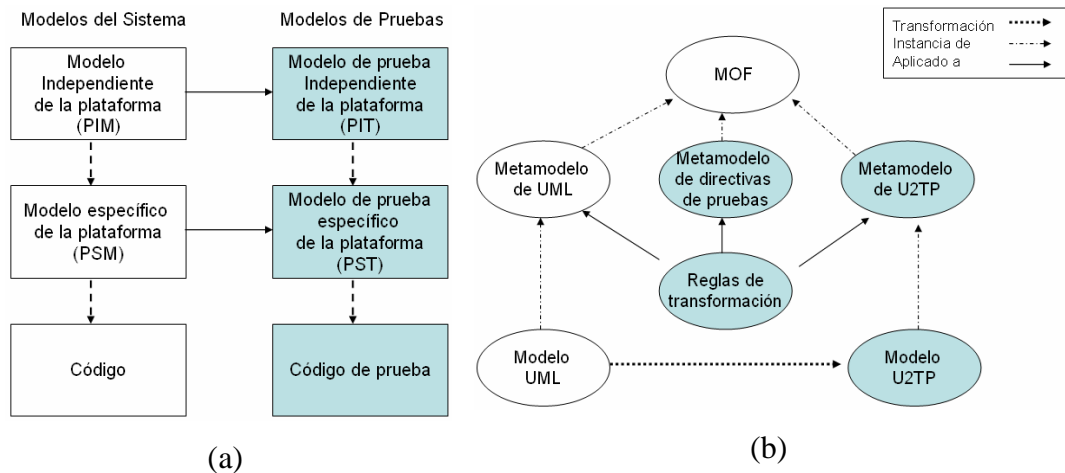 Modelos del Sistema
Modelos de Pruebas
Modelo
Independiente
de la plataforma
(PIM)
Modelo de prueba
Independiente
de la plataforma
(PIT)
Modelo específico
de la plataforma
(PSM)
Modelo de prueba
específico
de la plataforma
(PST)
Código
Código de prueba
(a)
Transformación
Instancia de
Aplicado a
MOF
Metamodelo
de UML
Metamodelo
de directivas
de pruebas
Metamodelo
de U2TP
Reglas de
transformación
Modelo
UML
Modelo
U2TP
(b)